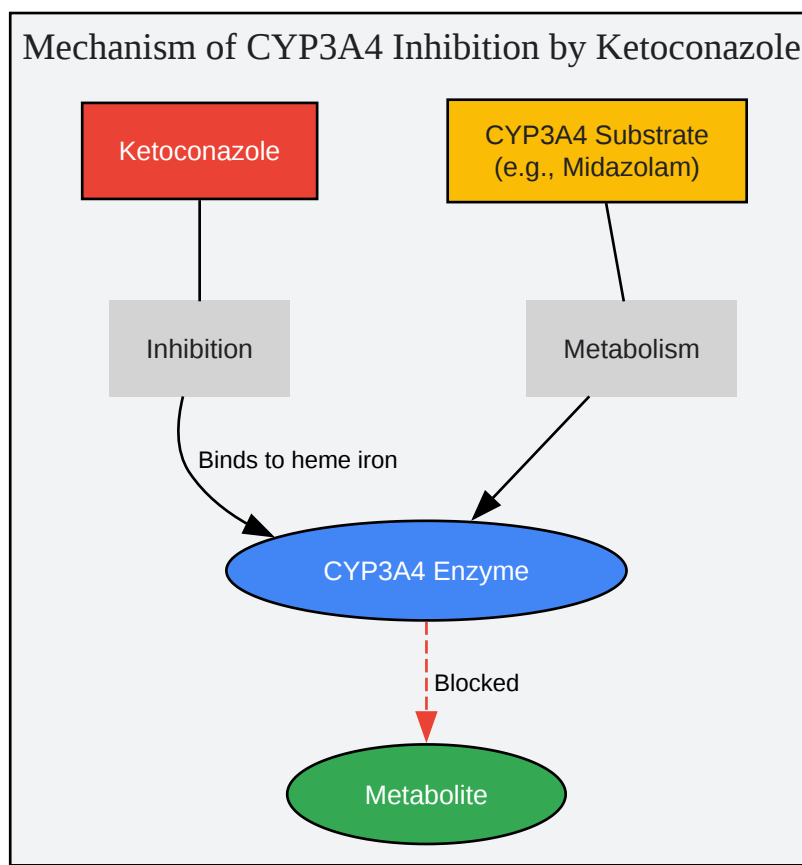 Mechanism of CYP3A4 Inhibition by Ketoconazole
Ketoconazole
CYP3A4 Substrate
(e.g., Midazolam)
Inhibition
Metabolism
Binds to heme iron
CYP3A4 Enzyme
Blocked
Metabolite